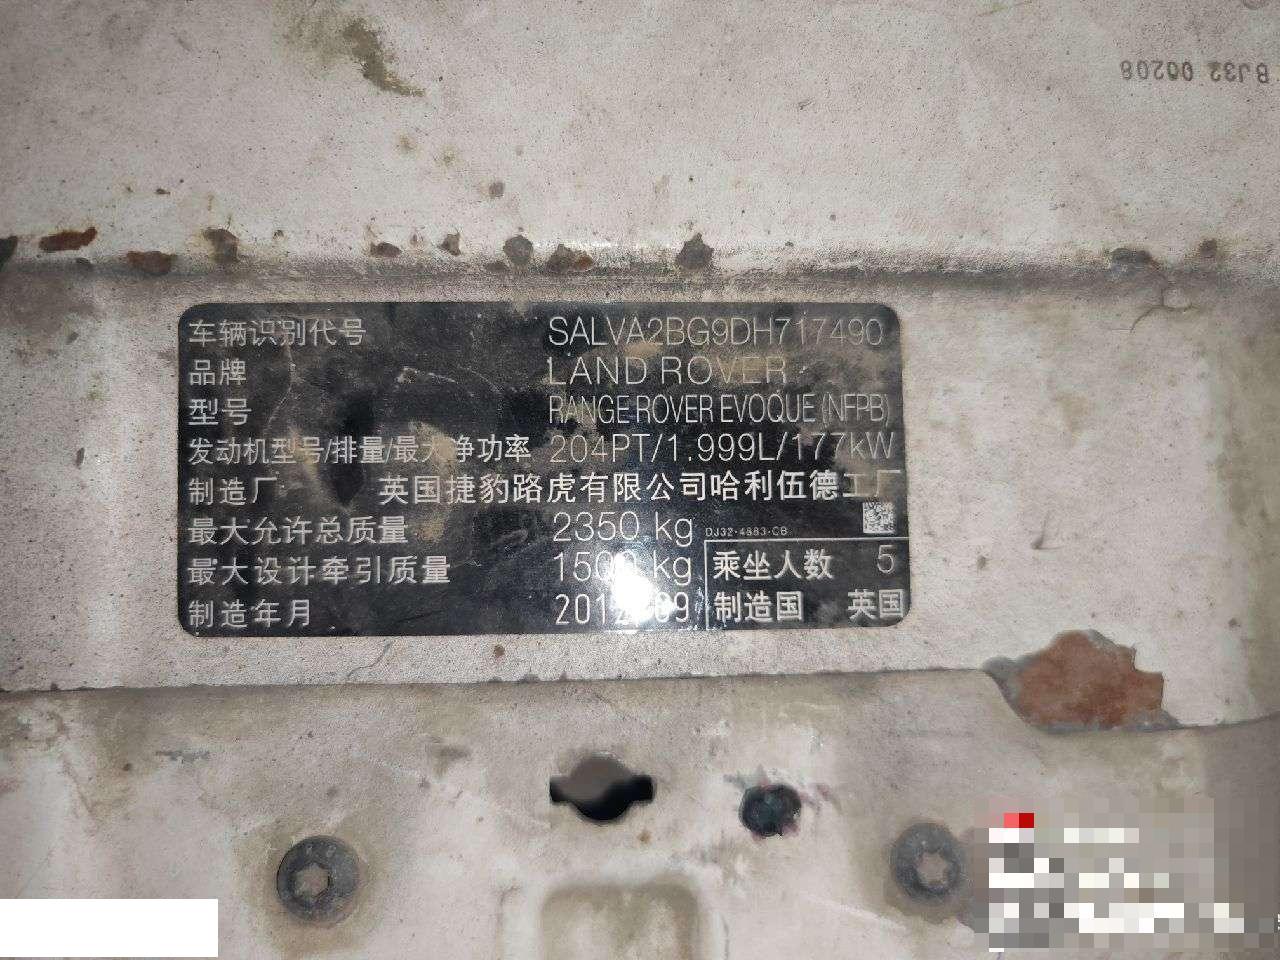 BJ32 00208
车辆识别代号 SALVA2BG9DH717490
品牌 LAND ROVER
型号 RANGE ROVER EVOQUE (NFPB)
发动机型号/排量/最大净功率 204PT/1.999L/177kW
制造厂 英国捷豹路虎有限公司哈利伍德工厂
最大允许总质量 2350 kg DJ32-4883-CB
最大设计牵引质量 1500 kg 乘坐人数 5
制造年月 制造国 英国